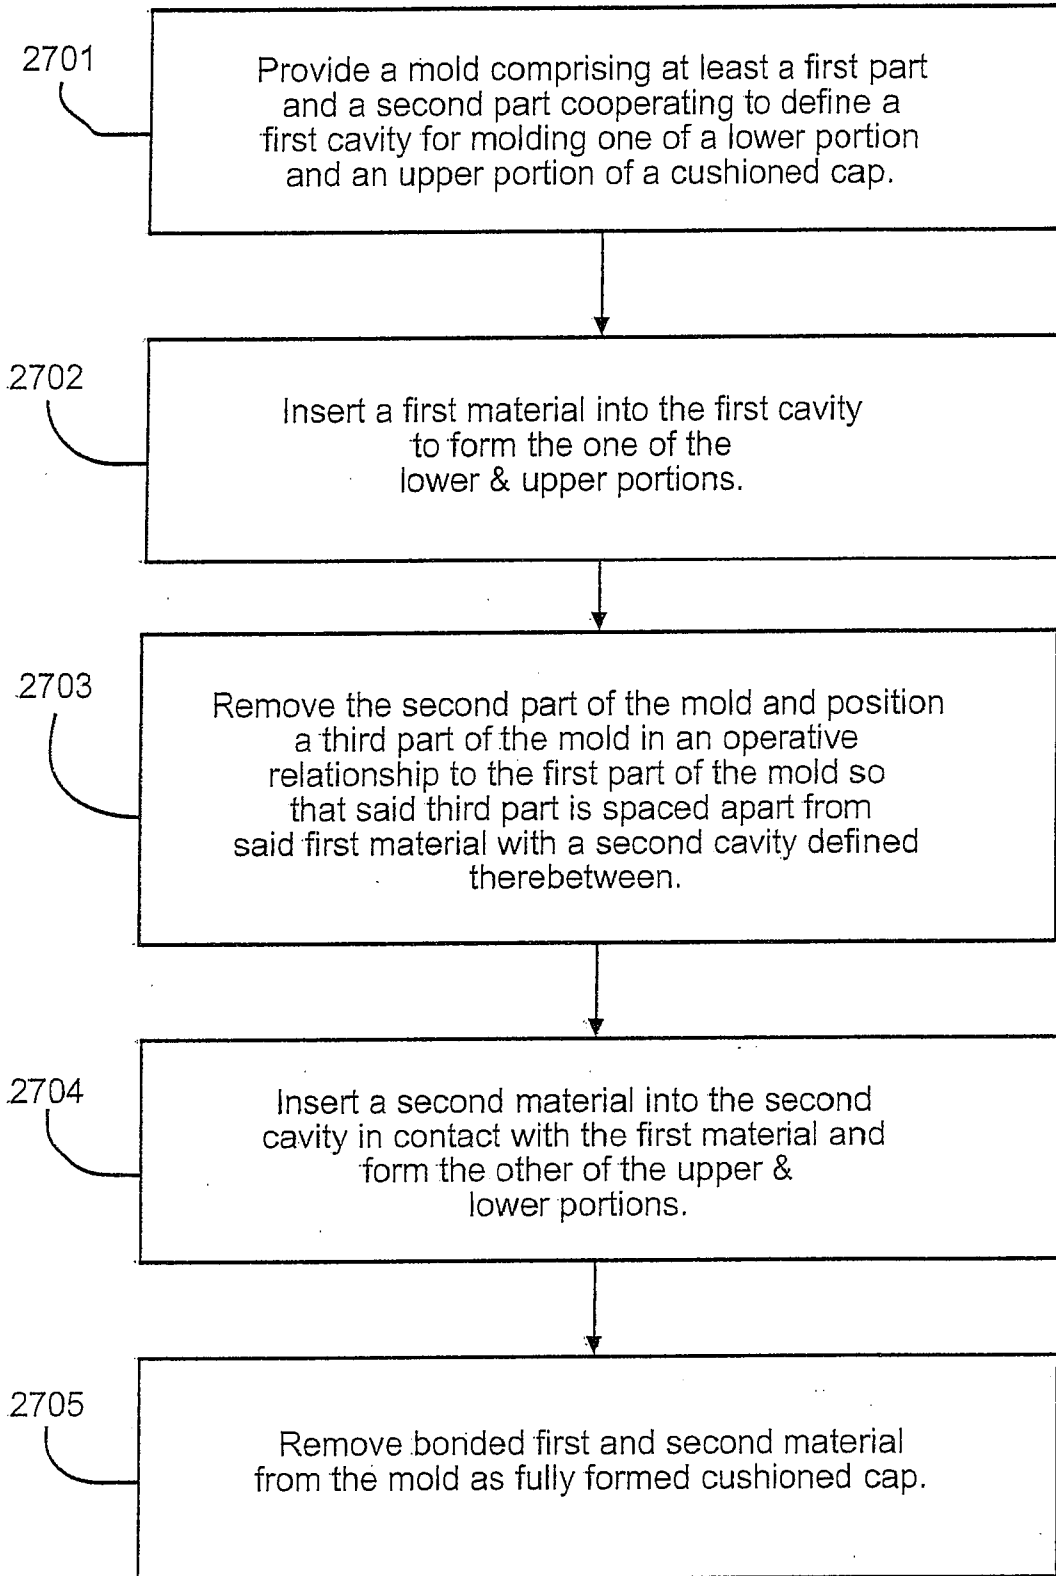 2701
Provide a mold comprising at least a first part
and a second part cooperating to define a
first cavity for molding one of a lower portion
and an upper portion of a cushioned cap.
2702
Insert a first material into the first cavity
to form the one of the
lower & upper portions.
2703
Remove the second part of the mold and position
a third part of the mold in an operative
relationship to the first part of the mold so
that said third part is spaced apart from
said first material with a second cavity defined
therebetween.
2704
Insert a second material into the second
cavity in contact with the first material and
form the other of the upper &
lower portions.
2705
Remove bonded first and second material
from the mold as fully formed cushioned cap.